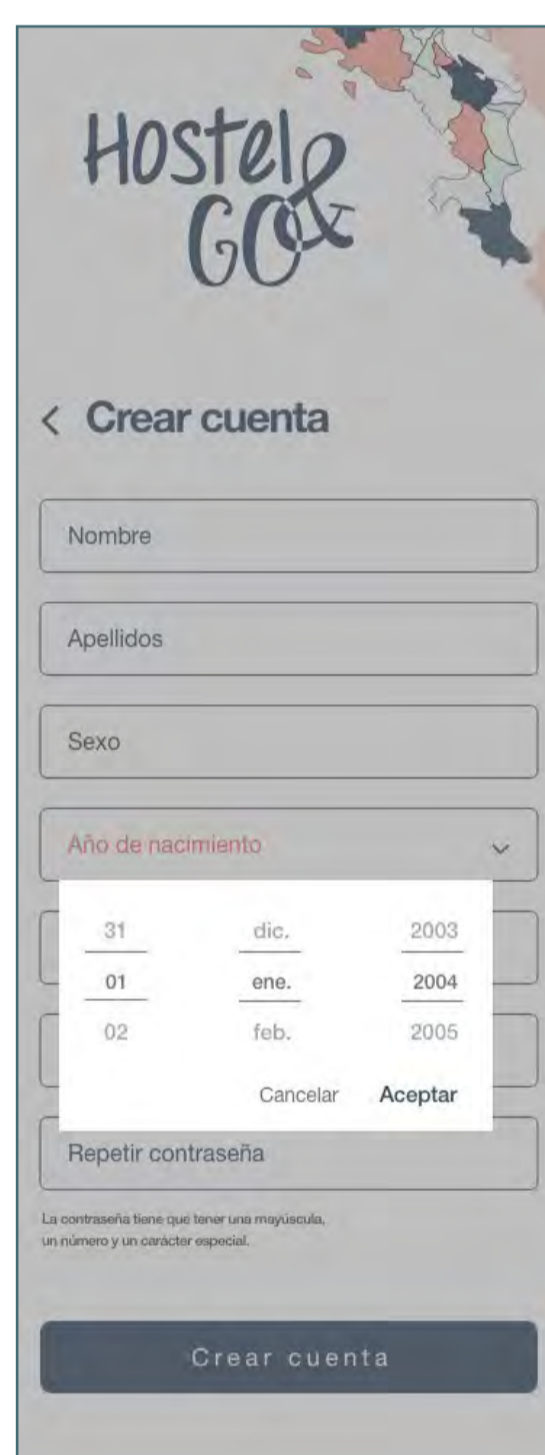 Hostel &
GO
< Crear cuenta
Nombre
Apellidos
Sexo
Año de nacimiento
31 dic. 2003
01 ene. 2004
02 feb. 2005
Cancelar Aceptar
Repetir contraseña
La contraseña tiene que tener una mayúscula,
un número y un carácter especial.
Crear cuenta